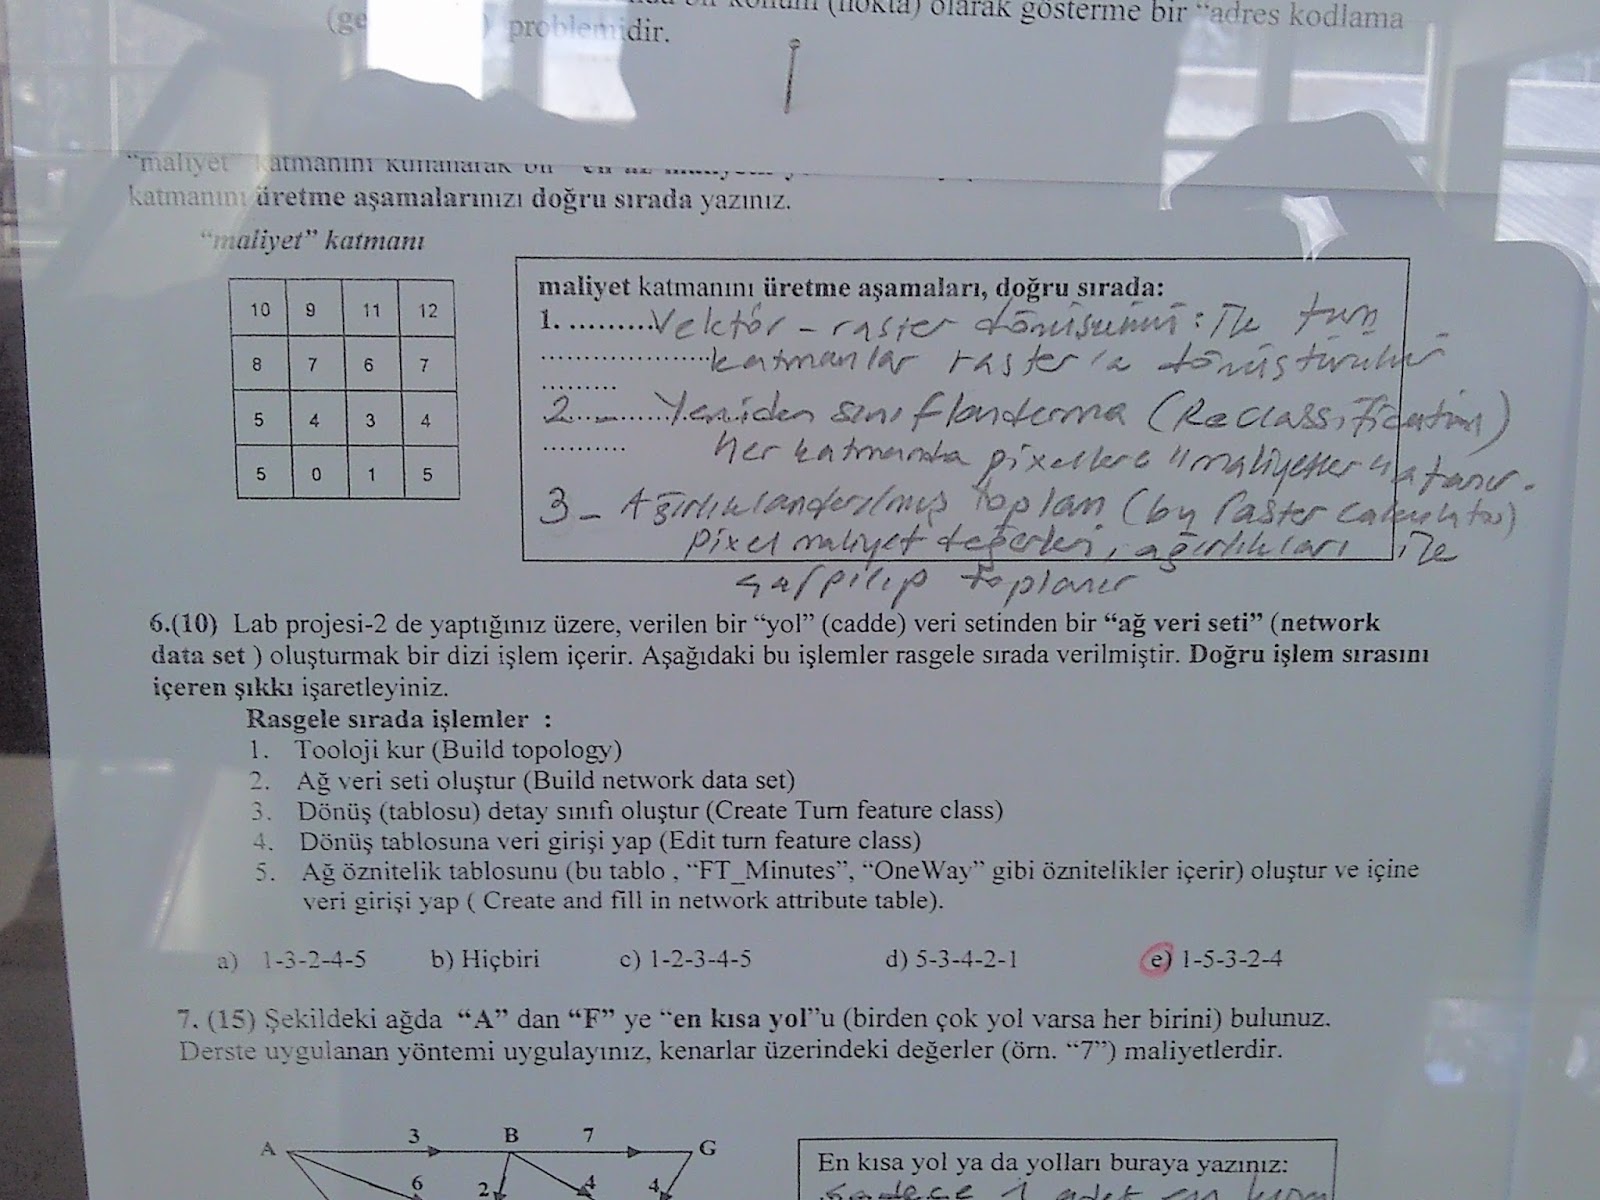 konum (nokta) olarak gösterme bir “adres kodlama
(ge ) problemidir.
“maliyet” katmanını kullanarak bir
katmanını üretme aşamalarınızı doğru sırada yazınız.
“maliyet” katmanı
10 9 11 12
8 7 6 7
5 4 3 4
5 0 1 5
maliyet katmanını üretme aşamaları, doğru sırada:
1. ..........Vektör - raster dönüşümü: ile tüm
....................katmanlar raster'a dönüştürülür
.........
2 - ....... Yeniden sınıflandırma (Reclassification)
.......... her katmanda pixellere "maliyetler" atanır.
3 - Ağırlıklandırılmış toplam (by Raster calculator)
pixel maliyet değerleri, ağırlıkları ile
çarpılıp toplanır
6.(10) Lab projesi-2 de yaptığınız üzere, verilen bir “yol” (cadde) veri setinden bir “ağ veri seti” (network
data set ) oluşturmak bir dizi işlem içerir. Aşağıdaki bu işlemler rasgele sırada verilmiştir. Doğru işlem sırasını
içeren şıkkı işaretleyiniz.
Rasgele sırada işlemler :
1. Tooloji kur (Build topology)
2. Ağ veri seti oluştur (Build network data set)
3. Dönüş (tablosu) detay sınıfı oluştur (Create Turn feature class)
4. Dönüş tablosuna veri girişi yap (Edit turn feature class)
5. Ağ öznitelik tablosunu (bu tablo , “FT_Minutes”, “OneWay” gibi öznitelikler içerir) oluştur ve içine
veri girişi yap ( Create and fill in network attribute table).
a) 1-3-2-4-5 b) Hiçbiri c) 1-2-3-4-5 d) 5-3-4-2-1 e) 1-5-3-2-4
7. (15) Şekildeki ağda “A” dan “F” ye “en kısa yol”u (birden çok yol varsa her birini) bulunuz.
Derste uygulanan yöntemi uygulayınız, kenarlar üzerindeki değerler (örn. “7”) maliyetlerdir.
A 3 B 7 G
6 2 4 4
En kısa yol ya da yolları buraya yazınız:
sadece 1 adet en kısa